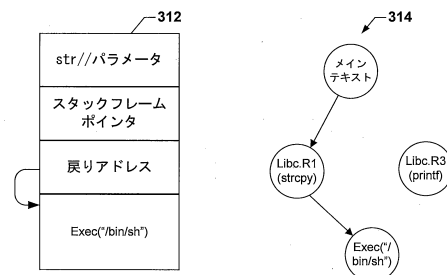 312
str//パラメータ
スタックフレーム
ポインタ
戻りアドレス
Exec("/bin/sh")
314
メイン
テキスト
Libc.R1
(strcpy)
Libc.R3
(printf)
Exec("/
bin/sh")